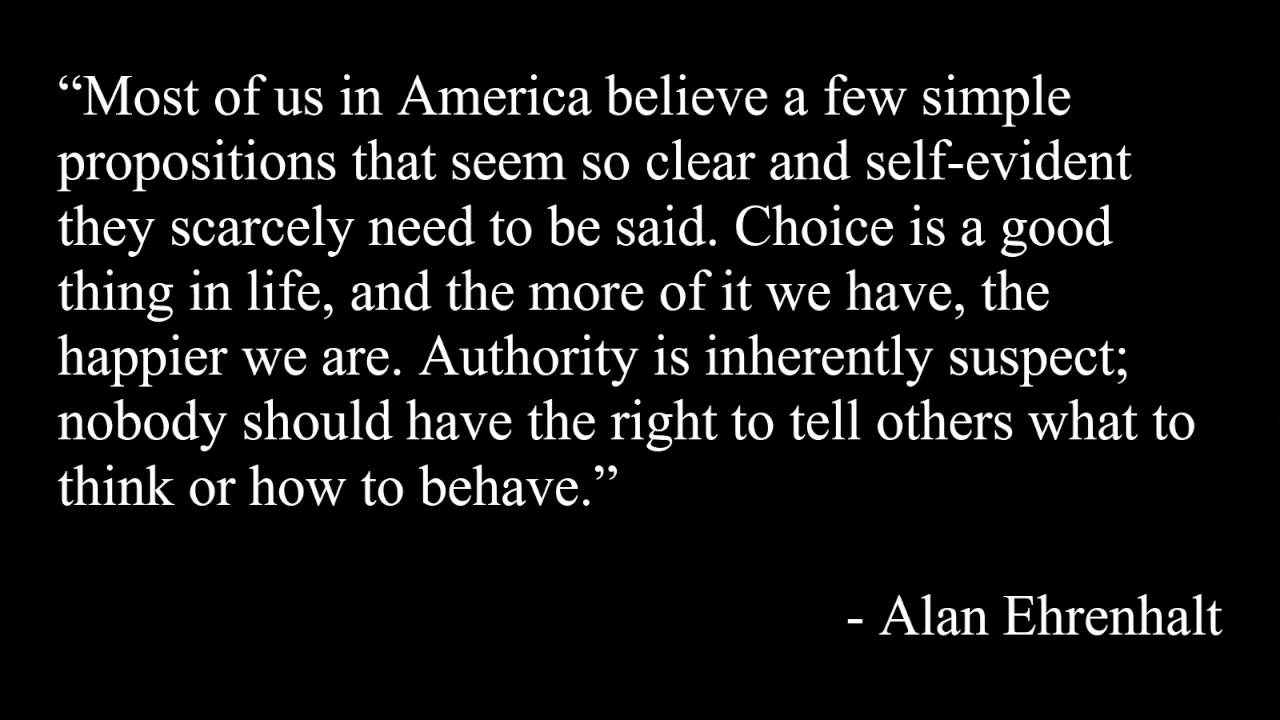 “Most of us in America believe a few simple
propositions that seem so clear and self-evident
they scarcely need to be said. Choice is a good
thing in life, and the more of it we have, the
happier we are. Authority is inherently suspect;
nobody should have the right to tell others what to
think or how to behave.”
- Alan Ehrenhalt